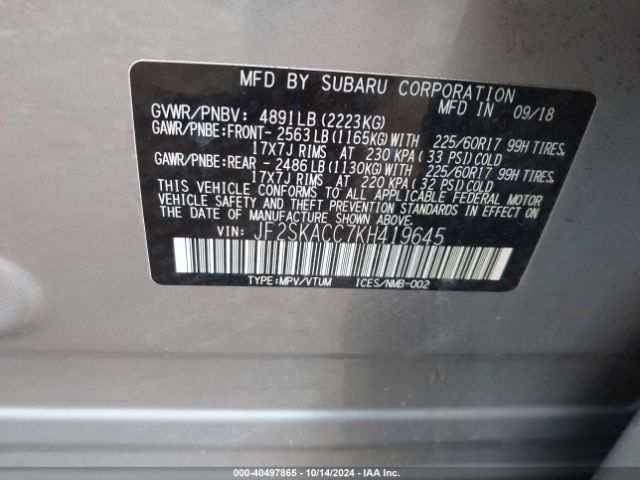 MFD BY SUBARU CORPORATION
MFD IN 09/18
GVWR/PNBV: 4891LB(2223KG)
GAWR/PNBE:FRONT- 2563LB(1165KG)WITH 225/60R17 99H TIRES,
17X7J RIMS AT 230 KPA(33 PSI)COLD
GAWR/PNBE:REAR - 2486LB(1130KG)WITH 225/60R17 99H TIRES,
17X7J RIMS AT 220 KPA(32 PSI)COLD
THIS VEHICLE CONFORMS TO ALL APPLICABLE FEDERAL MOTOR
VEHICLE SAFETY AND THEFT PREVENTION STANDARDS IN EFFECT
ON THE DATE OF MANUFACTURE SHOWN ABOVE.
VIN: JF2SKACC7KH419645
TYPE:MPV/VTUM ICES/NMB-002
000-40497865 - 10/14/2024 - IAA Inc.